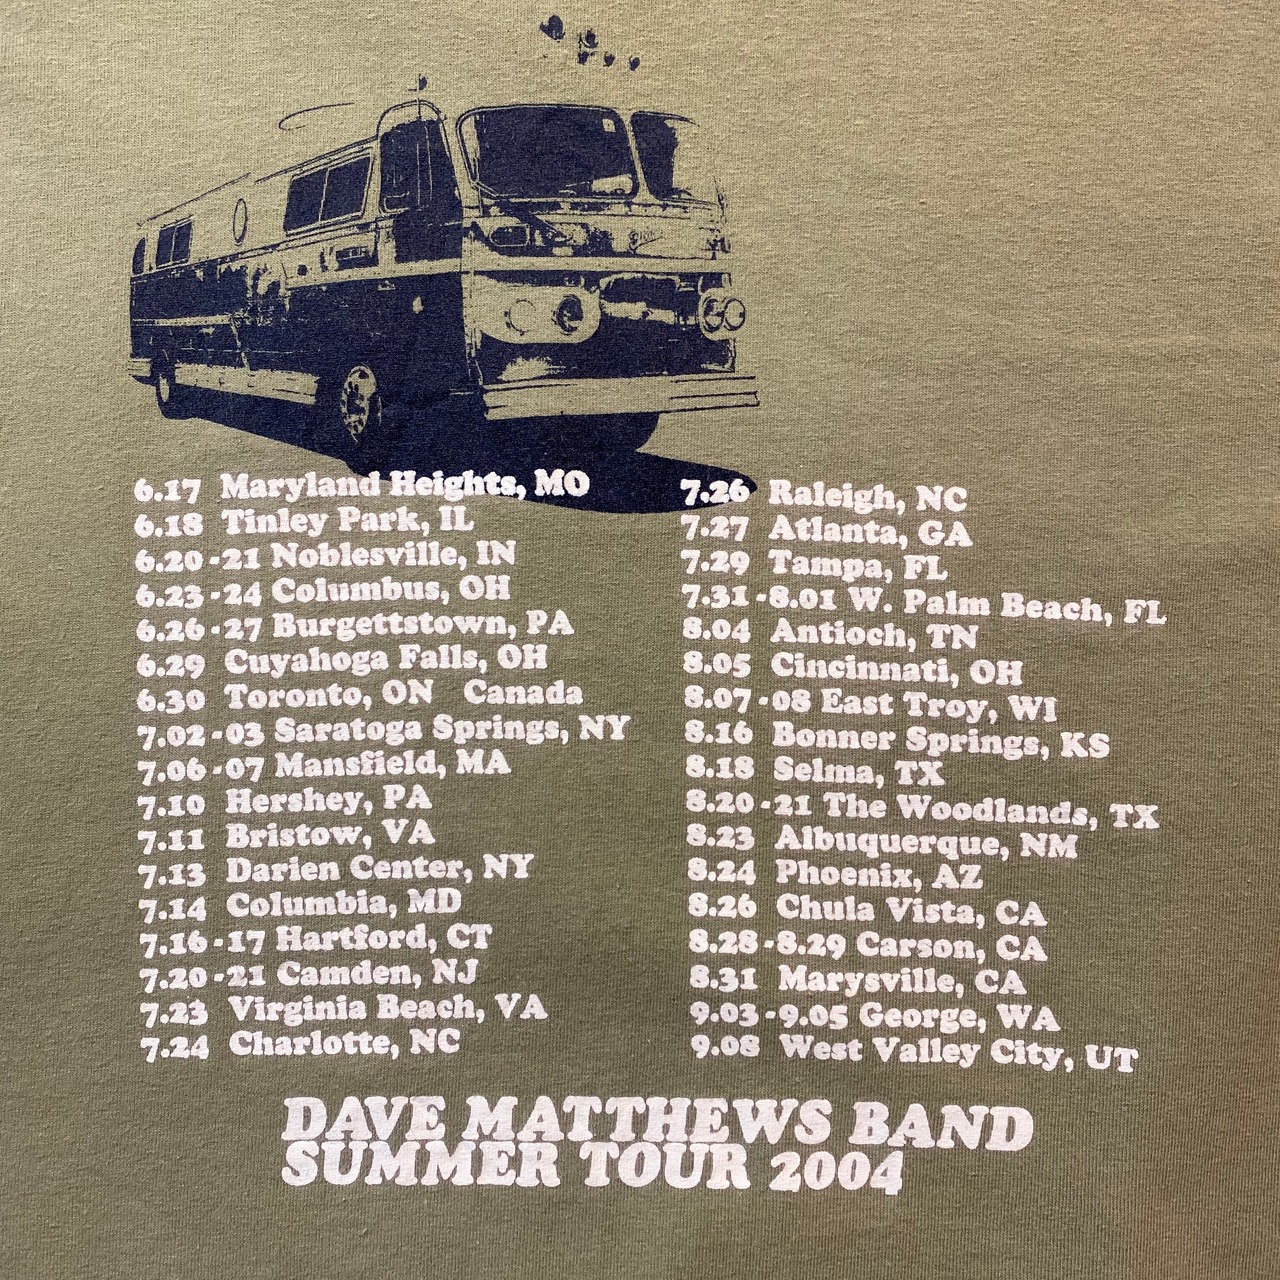 6.17 Maryland Heights, MO
6.18 Tinley Park, IL
6.20-21 Noblesville, IN
6.23-24 Columbus, OH
6.26-27 Burgettstown, PA
6.29 Cuyahoga Falls, OH
6.30 Toronto, ON Canada
7.02-03 Saratoga Springs, NY
7.06-07 Mansfield, MA
7.10 Hershey, PA
7.11 Bristow, VA
7.13 Darien Center, NY
7.14 Columbia, MD
7.16-17 Hartford, CT
7.20-21 Camden, NJ
7.23 Virginia Beach, VA
7.24 Charlotte, NC
7.26 Raleigh, NC
7.27 Atlanta, GA
7.29 Tampa, FL
7.31-8.01 W. Palm Beach, FL
8.04 Antioch, TN
8.05 Cincinnati, OH
8.07-08 East Troy, WI
8.16 Bonner Springs, KS
8.18 Selma, TX
8.20-21 The Woodlands, TX
8.23 Albuquerque, NM
8.24 Phoenix, AZ
8.26 Chula Vista, CA
8.28-8.29 Carson, CA
8.31 Marysville, CA
9.03-9.05 George, WA
9.08 West Valley City, UT
DAVE MATTHEWS BAND
SUMMER TOUR 2004